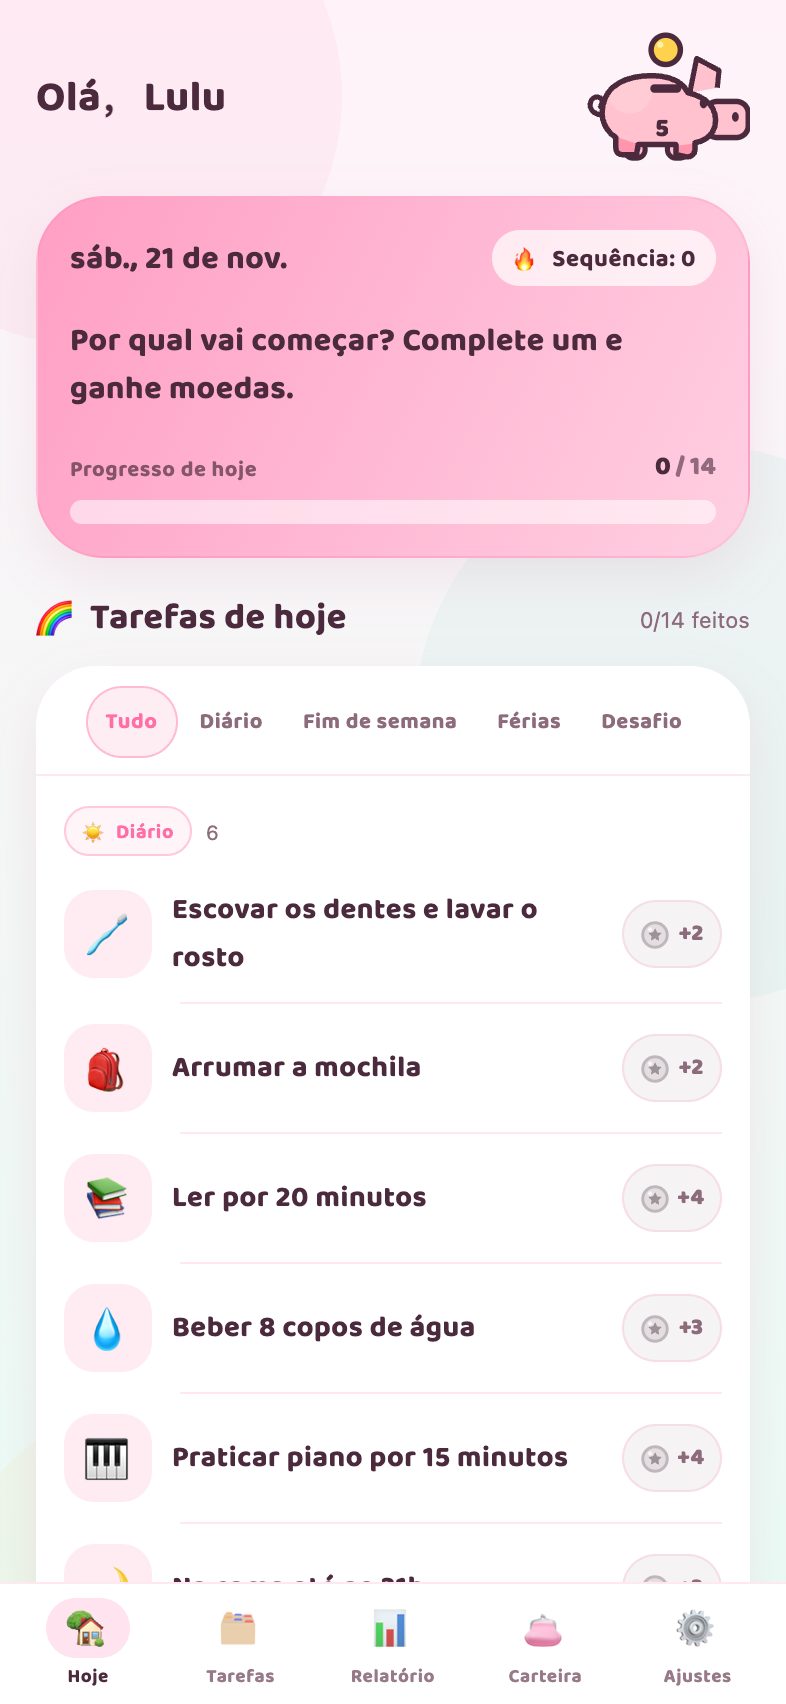 Olá， Lulu
5
sáb., 21 de nov.
Sequência: 0
Por qual vai começar? Complete um e
ganhe moedas.
Progresso de hoje
0 / 14
Tarefas de hoje
0/14 feitos
Tudo
Diário
Fim de semana
Férias
Desafio
Diário
6
Escovar os dentes e lavar o
rosto
+2
Arrumar a mochila
+2
Ler por 20 minutos
+4
Beber 8 copos de água
+3
Praticar piano por 15 minutos
+4
Hoje
Tarefas
Relatório
Carteira
Ajustes